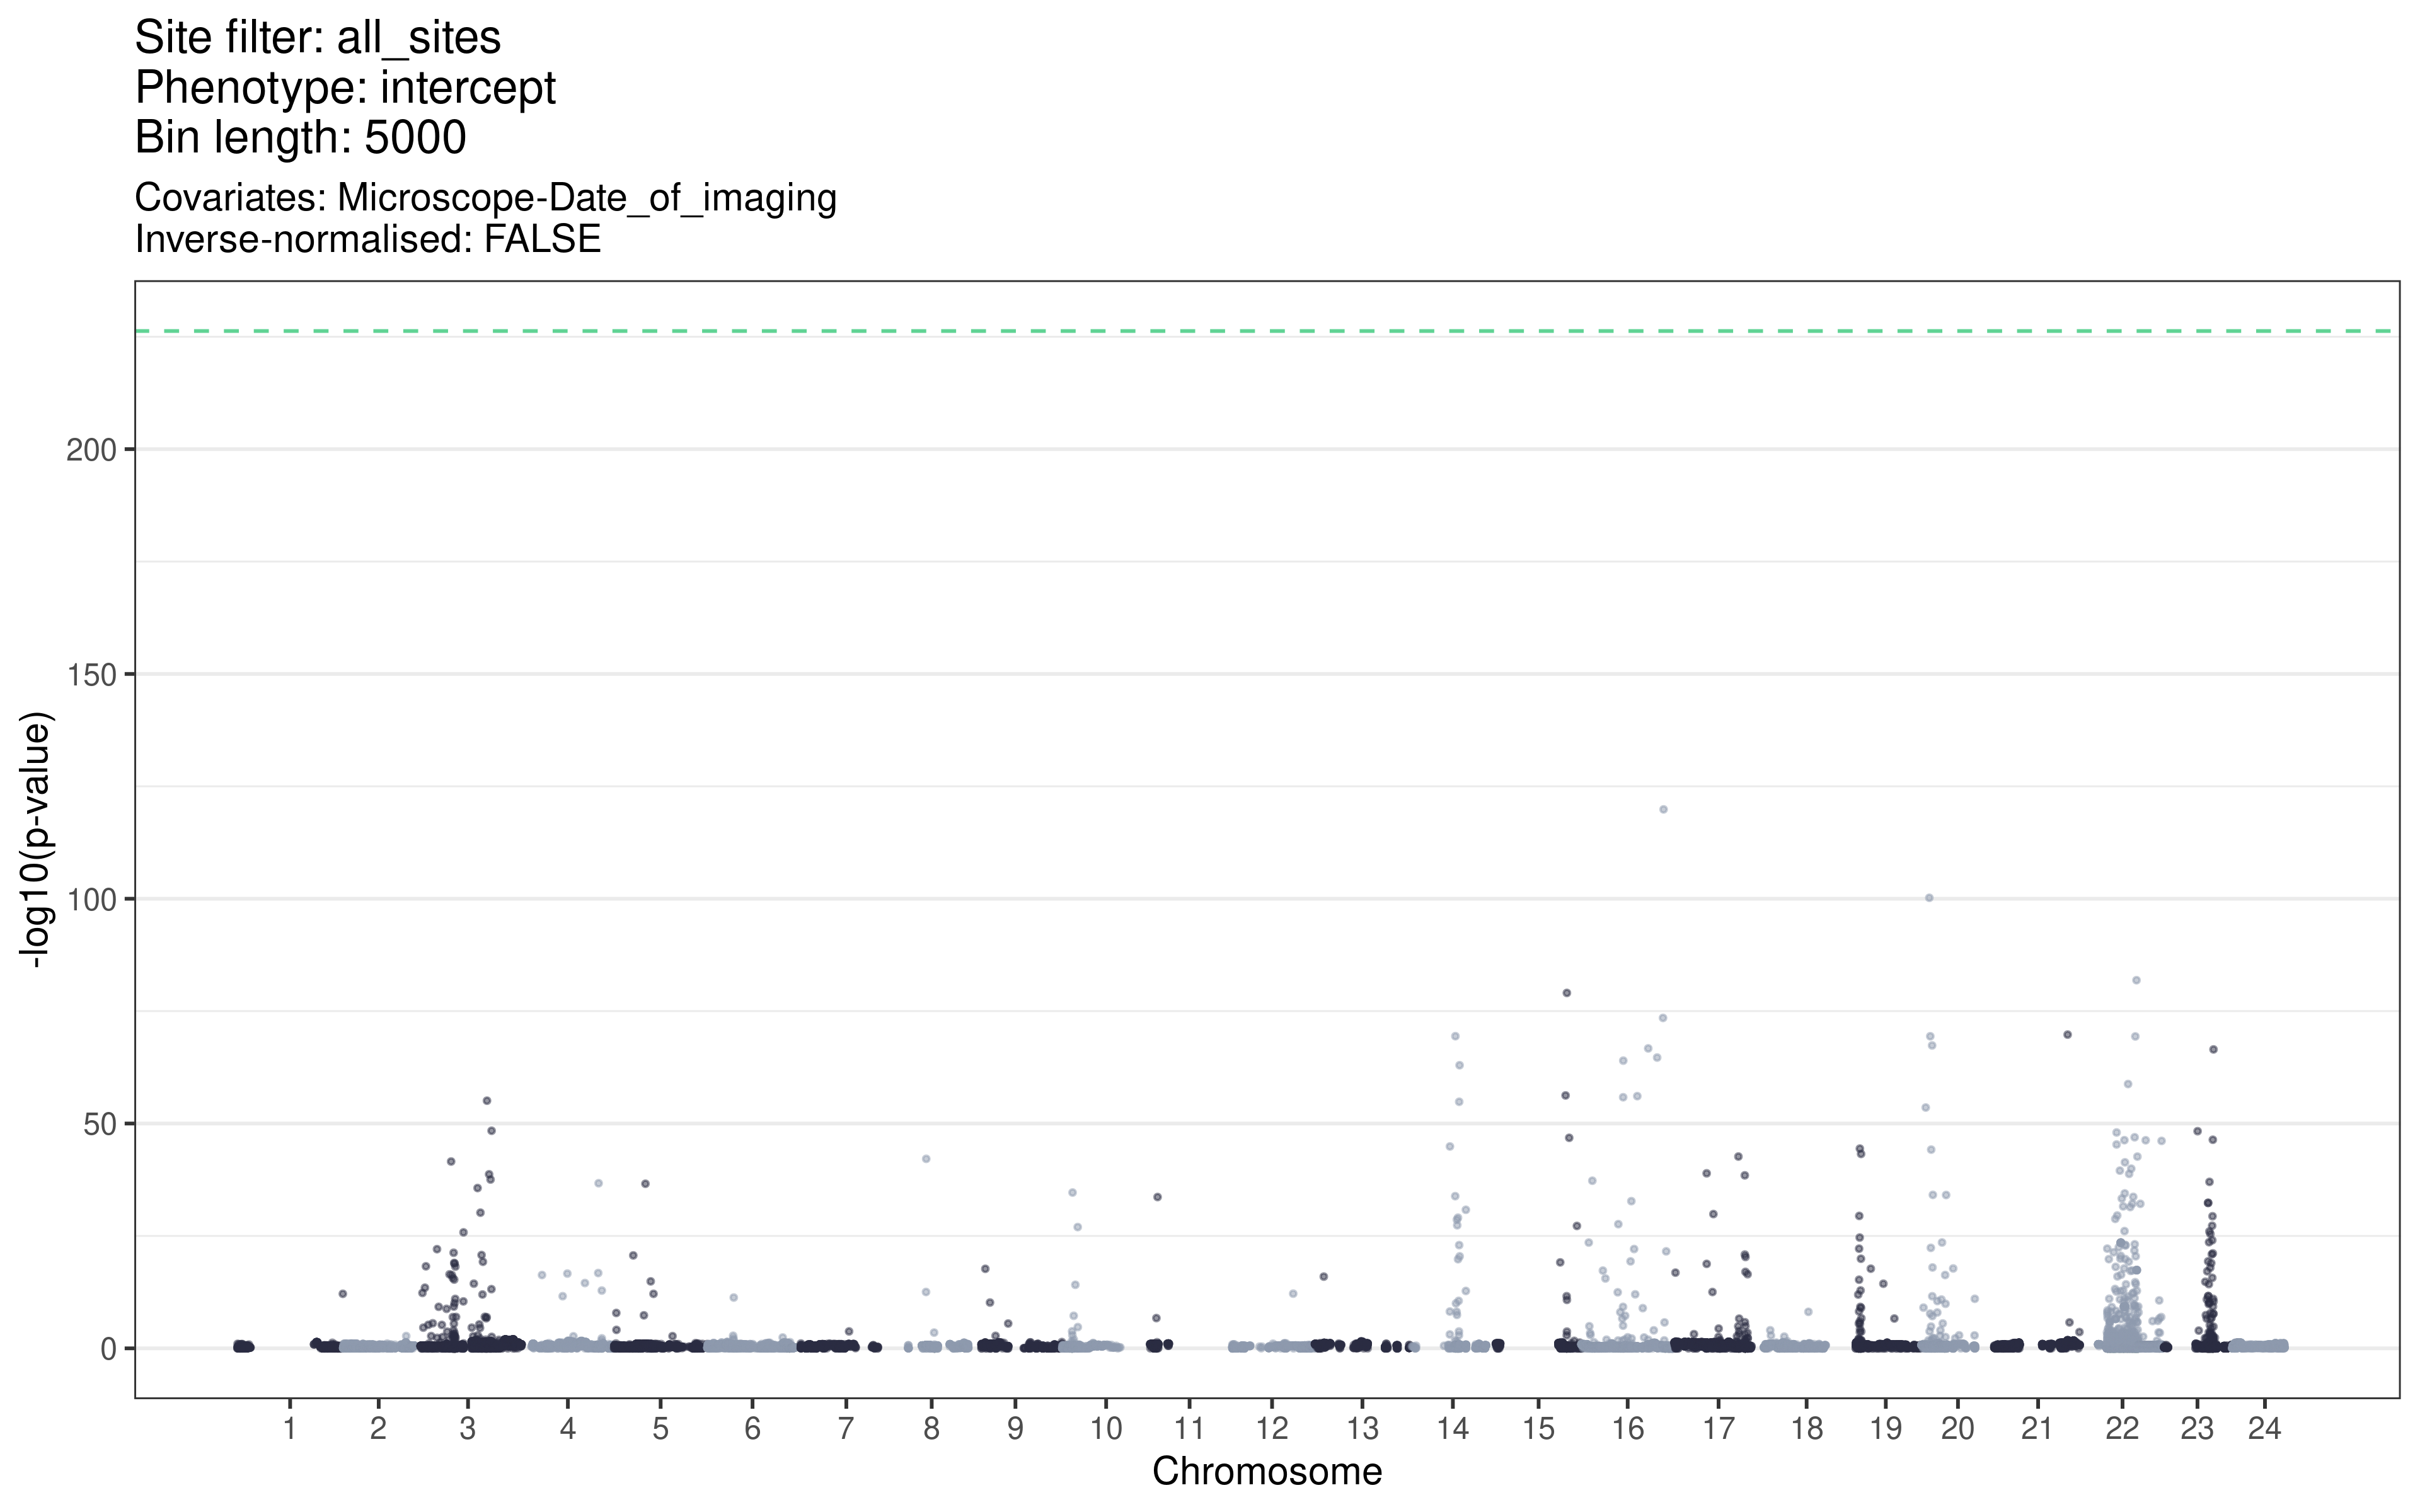 Site filter: all_sites
Phenotype: intercept
Bin length: 5000
Covariates: Microscope-Date_of_imaging
Inverse-normalised: FALSE
200
150
100
50
0
-log10(p-value)
1 2 3 4 5 6 7 8 9 10 11 12 13 14 15 16 17 18 19 20 21 22 23 24
Chromosome